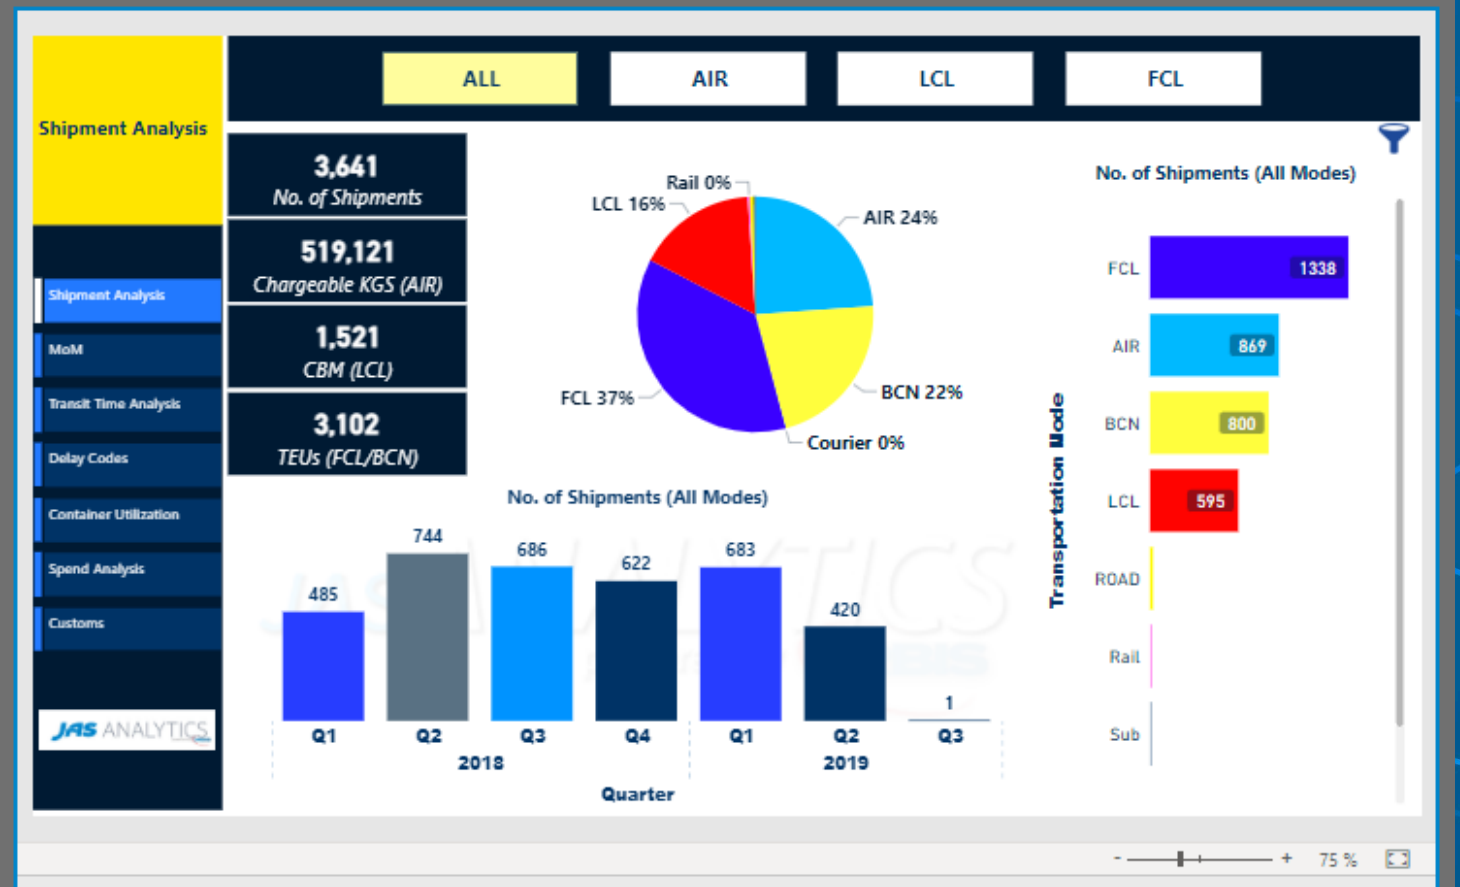 Shipment Analysis
ALL
AIR
LCL
FCL
3,641
No. of Shipments
519,121
Chargeable KGS (AIR)
1,521
CBM (LCL)
3,102
TEUs (FCL/BCN)
Shipment Analysis
MoM
Transit Time Analysis
Delay Codes
Container Utilization
Spend Analysis
Customs
JAS ANALYTICS
Rail 0%
LCL 16%
AIR 24%
FCL 37%
BCN 22%
Courier 0%
No. of Shipments (All Modes)
485
744
686
622
683
420
1
Q1 Q2 Q3 Q4 Q1 Q2 Q3
2018 2019
Quarter
JAS ANALYTICS
No. of Shipments (All Modes)
Transportation Mode
FCL 1338
AIR 869
BCN 800
LCL 595
ROAD
Rail
Sub
- + 75 %